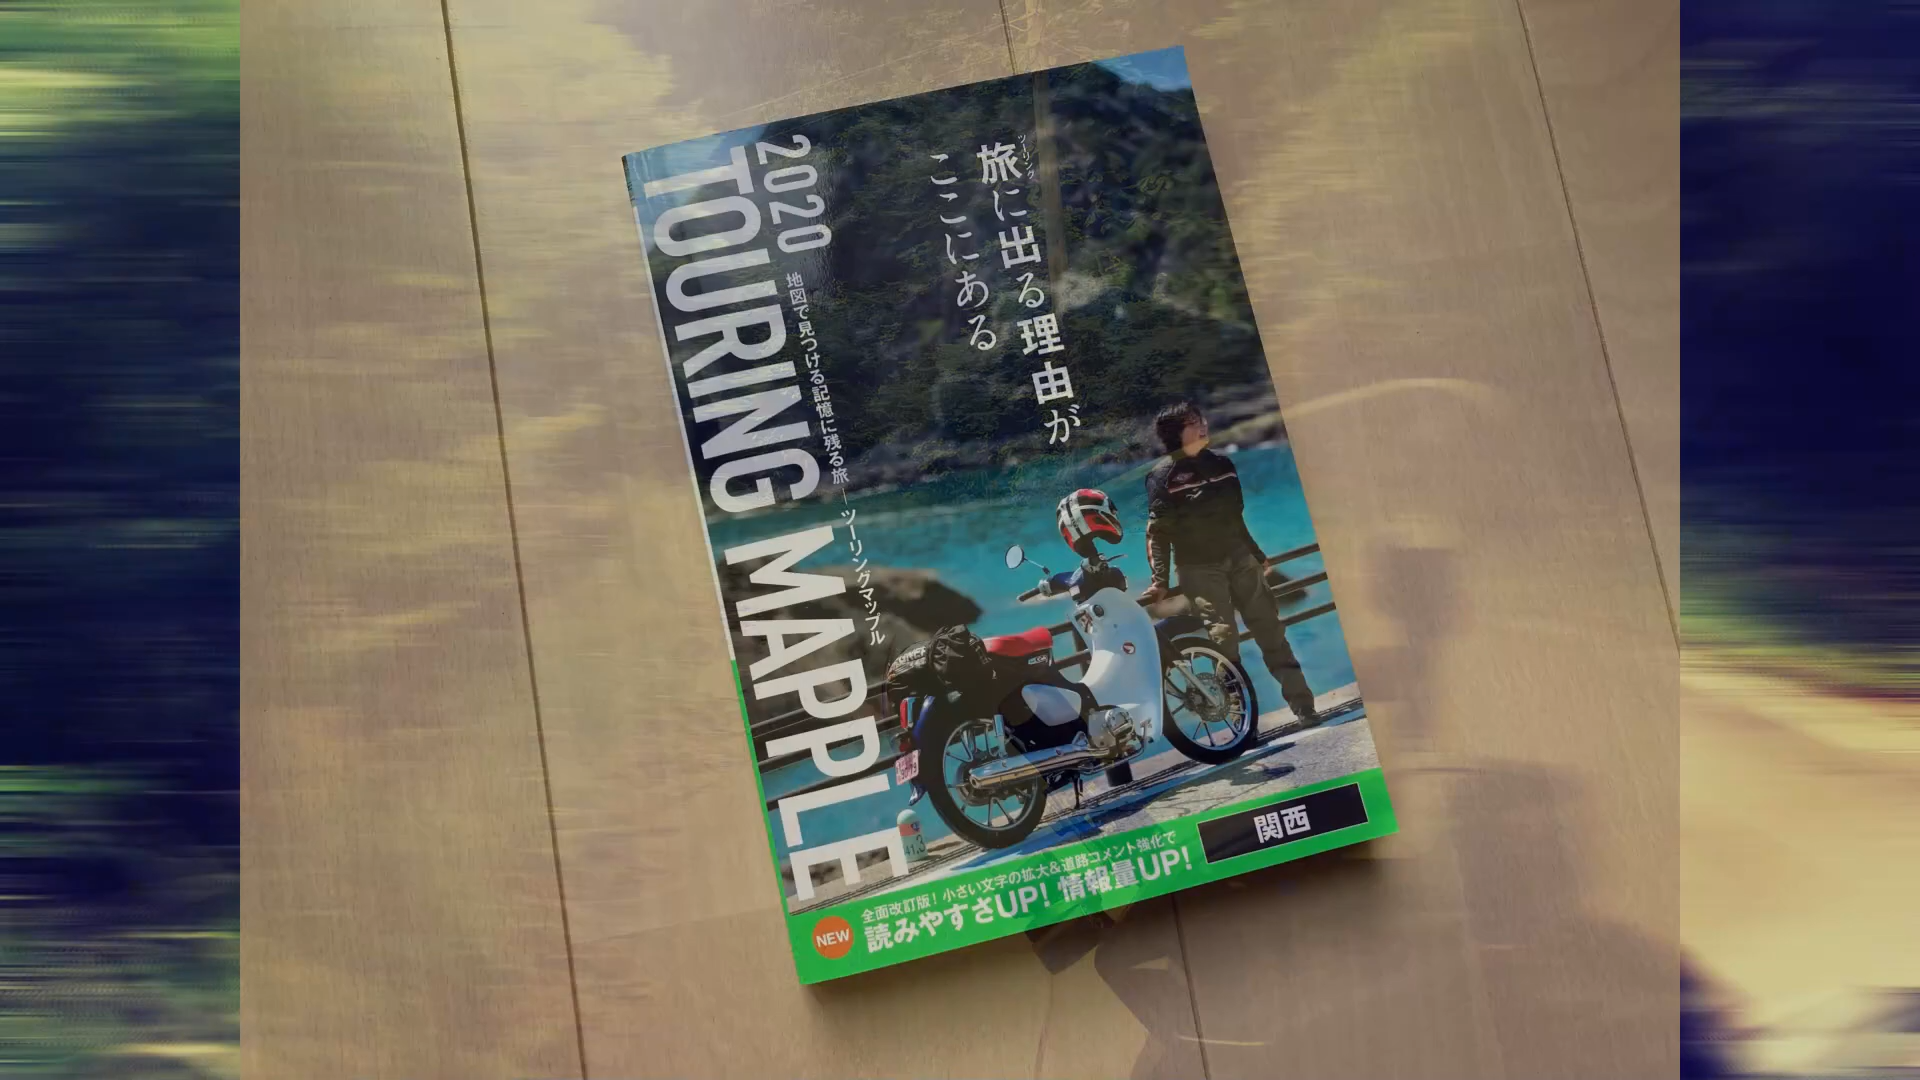 2020
TOURING MAPPLE
地図で見つける記憶に残る旅 ― ツーリングマップル
ツーリング
旅に出る理由が
ここにある
関西
NEW
全面改訂版!小さい文字の拡大&道路コメント強化で
読みやすさUP! 情報量UP!
41.3